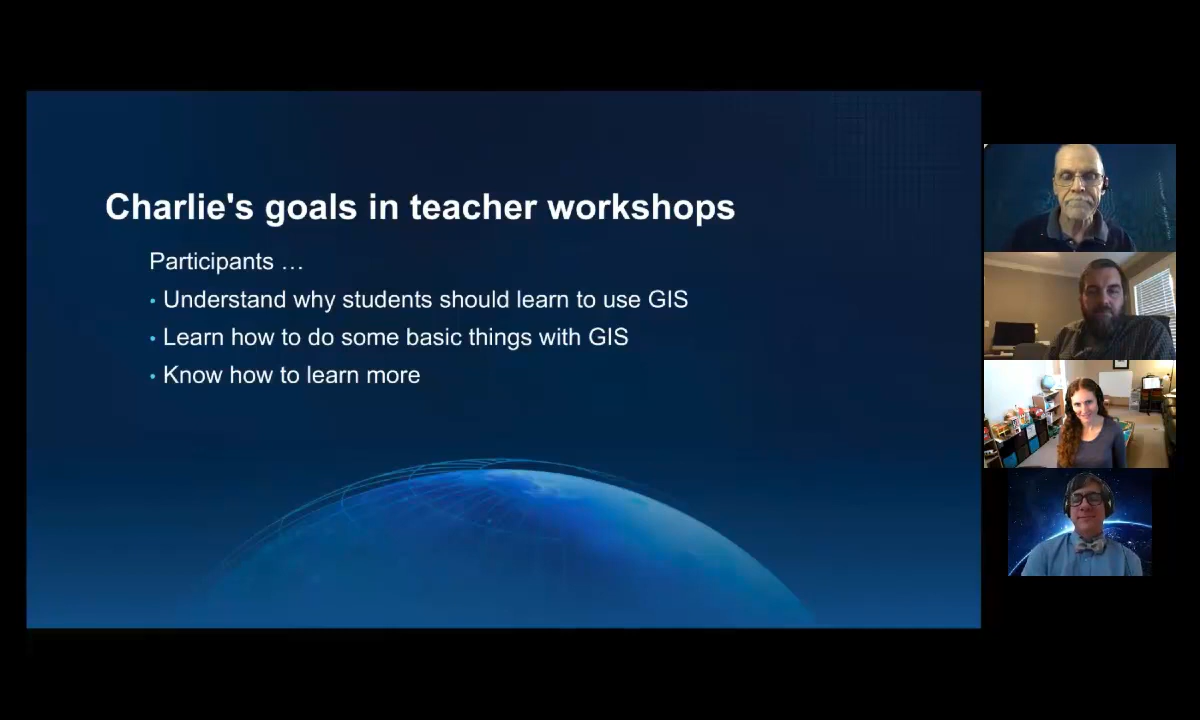 Charlie's goals in teacher workshops
Participants …
• Understand why students should learn to use GIS
• Learn how to do some basic things with GIS
• Know how to learn more